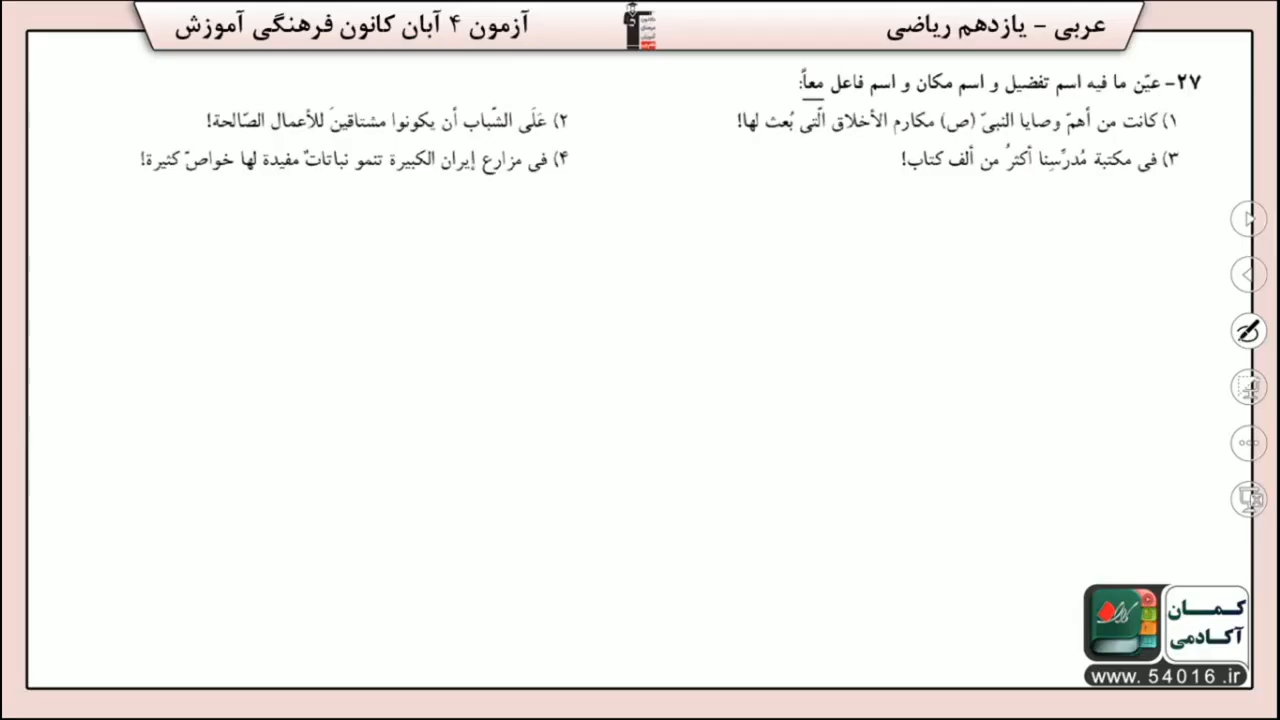 عربی - یازدهم ریاضی
آزمون ۴ آبان کانون فرهنگی آموزش
۲۷- عیّن ما فیه اسم تفضیل و اسم مکان و اسم فاعل معاً:
۱) کانت من أهمّ وصایا النبیّ (ص) مکارم الأخلاق الّتی بُعث لها!
۲) عَلَی الشّباب أن یکونوا مشتاقینَ للأعمال الصّالحة!
۳) فی مکتبة مُدرِّسِنا أکثرُ من ألف کتاب!
۴) فی مزارع إیران الکبیرة تنمو نباتاتٌ مفیدة لها خواصّ کثیرة!
کمان
آکادمی
www. 54016 .ir